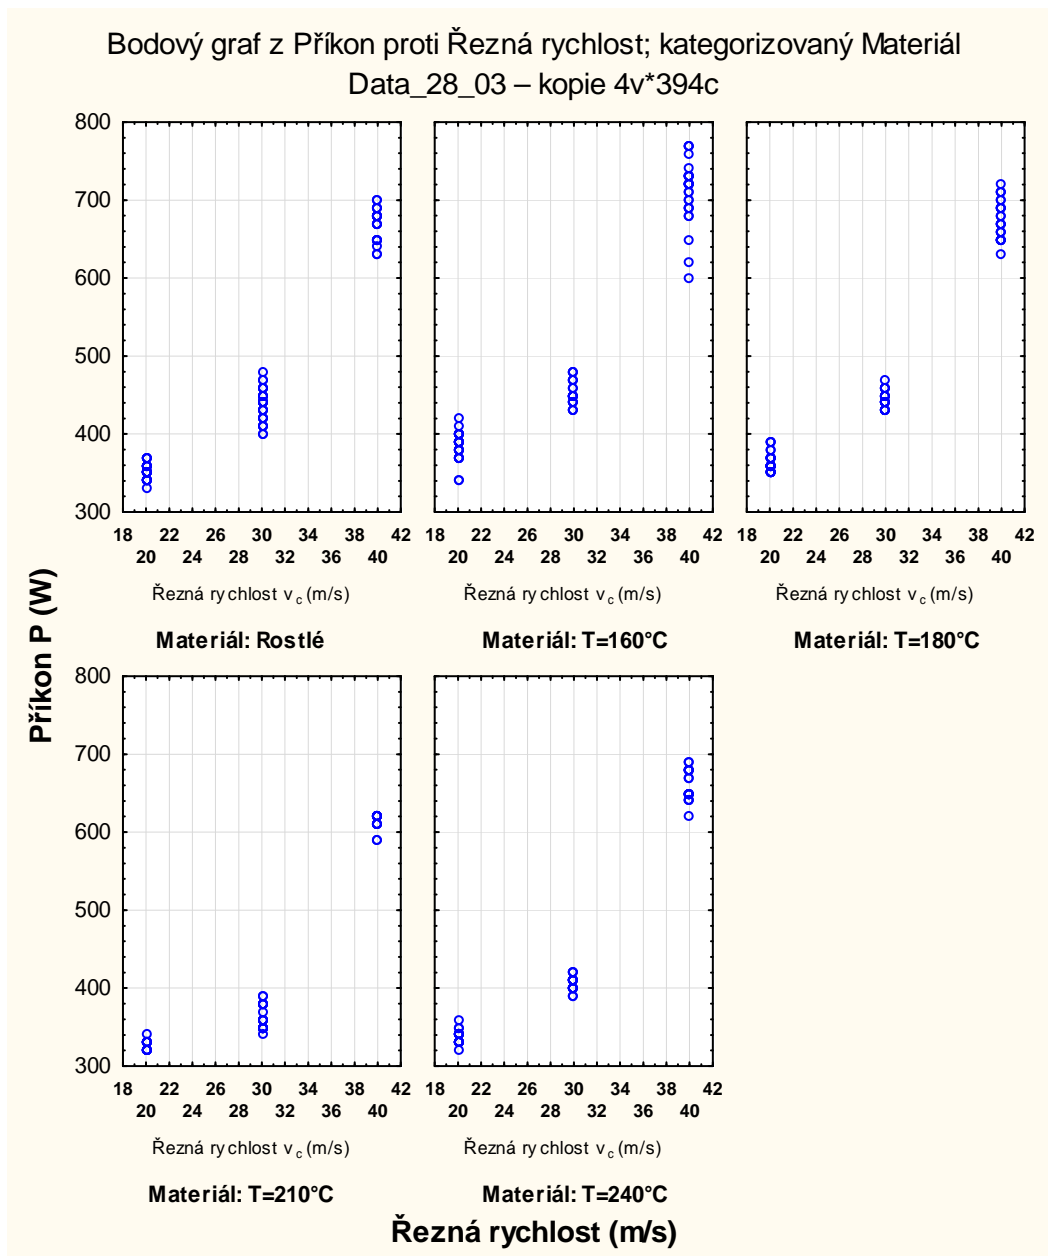 Bodový graf z Příkon proti Řezná rychlost; kategorizovaný Materiál
Data_28_03 – kopie 4v*394c
800
700
600
500
400
300
18 22 26 30 34 38 42
20 24 28 32 36 40
Řezná rychlost v c (m/s)
Materiál: Rostlé
18 22 26 30 34 38 42
20 24 28 32 36 40
Řezná rychlost v c (m/s)
Materiál: T=160°C
18 22 26 30 34 38 42
20 24 28 32 36 40
Řezná rychlost v c (m/s)
Materiál: T=180°C
Příkon P (W)
800
700
600
500
400
300
18 22 26 30 34 38 42
20 24 28 32 36 40
Řezná rychlost v c (m/s)
Materiál: T=210°C
18 22 26 30 34 38 42
20 24 28 32 36 40
Řezná rychlost v c (m/s)
Materiál: T=240°C
Řezná rychlost (m/s)